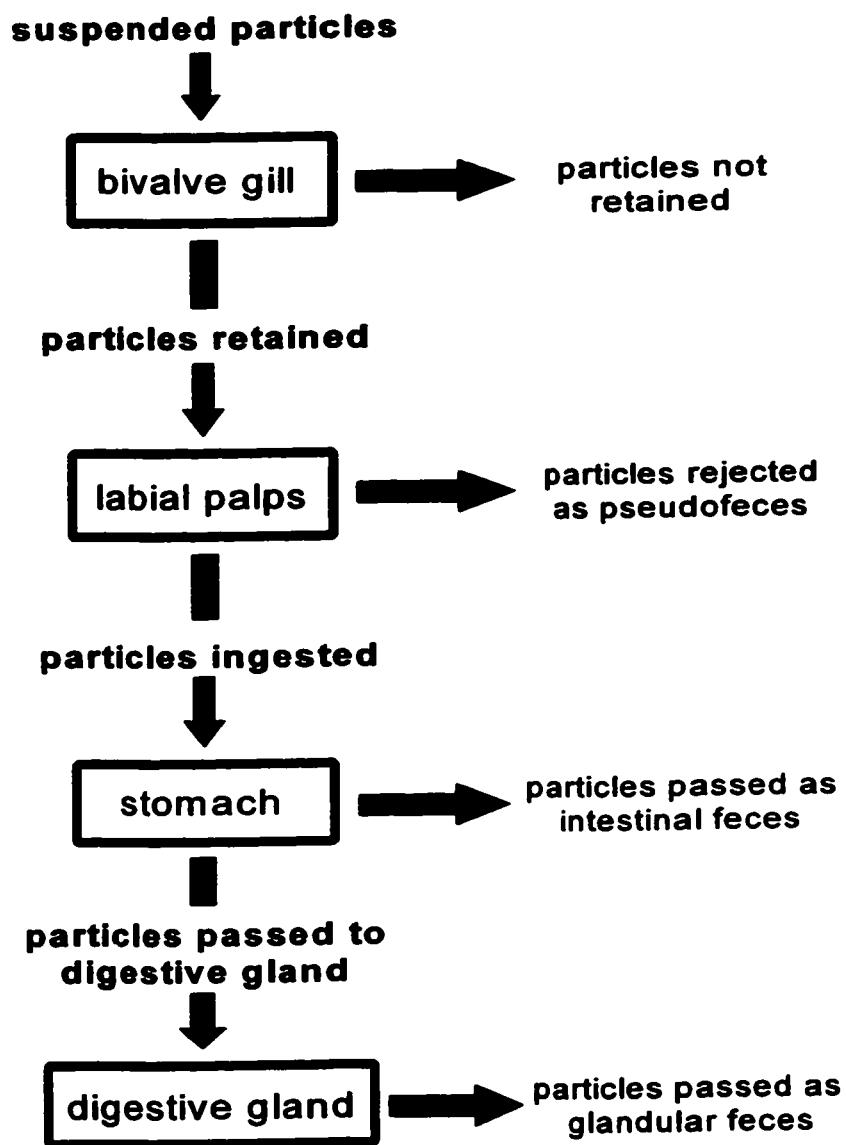 suspended particles
bivalve gill
particles not
retained
particles retained
labial palps
particles rejected
as pseudofeces
particles ingested
stomach
particles passed as
intestinal feces
particles passed to
digestive gland
digestive gland
particles passed as
glandular feces